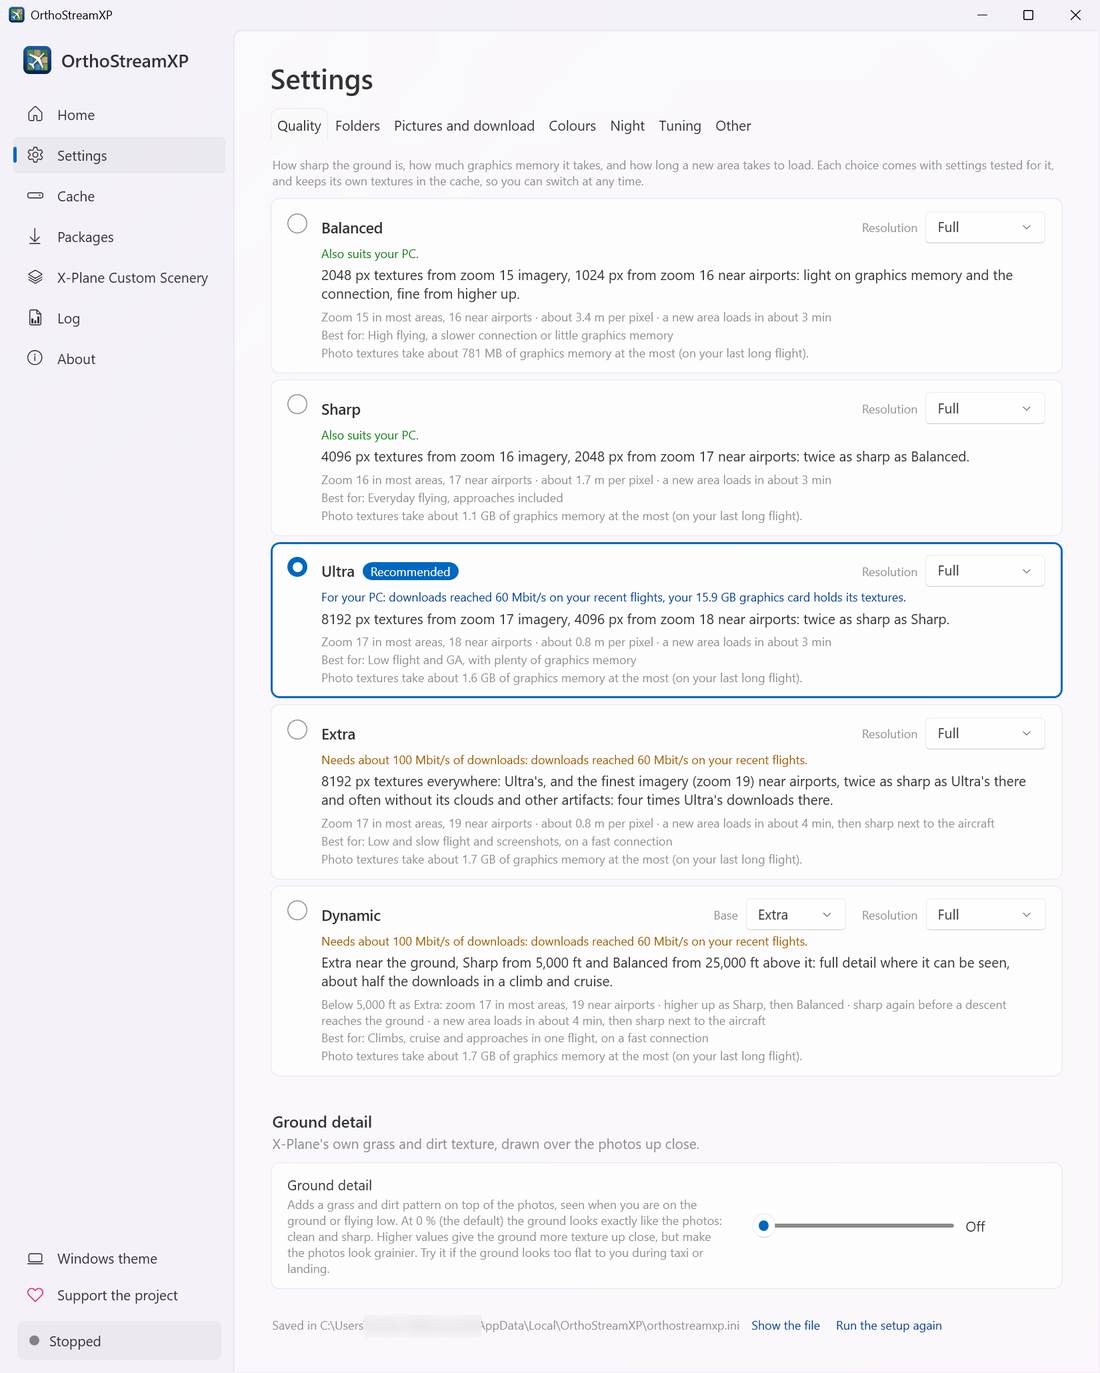 OrthoStreamXP
OrthoStreamXP
Home
Settings
Cache
Packages
X-Plane Custom Scenery
Log
About
Windows theme
Support the project
Stopped
Settings
Quality Folders Pictures and download Colours Night Tuning Other
How sharp the ground is, how much graphics memory it takes, and how long a new area takes to load. Each choice comes with settings tested for it,
and keeps its own textures in the cache, so you can switch at any time.
Balanced Resolution Full
Also suits your PC.
2048 px textures from zoom 15 imagery, 1024 px from zoom 16 near airports: light on graphics memory and the
connection, fine from higher up.
Zoom 15 in most areas, 16 near airports · about 3.4 m per pixel · a new area loads in about 3 min
Best for: High flying, a slower connection or little graphics memory
Photo textures take about 781 MB of graphics memory at the most (on your last long flight).
Sharp Resolution Full
Also suits your PC.
4096 px textures from zoom 16 imagery, 2048 px from zoom 17 near airports: twice as sharp as Balanced.
Zoom 16 in most areas, 17 near airports · about 1.7 m per pixel · a new area loads in about 3 min
Best for: Everyday flying, approaches included
Photo textures take about 1.1 GB of graphics memory at the most (on your last long flight).
Ultra Recommended Resolution Full
For your PC: downloads reached 60 Mbit/s on your recent flights, your 15.9 GB graphics card holds its textures.
8192 px textures from zoom 17 imagery, 4096 px from zoom 18 near airports: twice as sharp as Sharp.
Zoom 17 in most areas, 18 near airports · about 0.8 m per pixel · a new area loads in about 3 min
Best for: Low flight and GA, with plenty of graphics memory
Photo textures take about 1.6 GB of graphics memory at the most (on your last long flight).
Extra Resolution Full
Needs about 100 Mbit/s of downloads: downloads reached 60 Mbit/s on your recent flights.
8192 px textures everywhere: Ultra's, and the finest imagery (zoom 19) near airports, twice as sharp as Ultra's there
and often without its clouds and other artifacts: four times Ultra's downloads there.
Zoom 17 in most areas, 19 near airports · about 0.8 m per pixel · a new area loads in about 4 min, then sharp next to the aircraft
Best for: Low and slow flight and screenshots, on a fast connection
Photo textures take about 1.7 GB of graphics memory at the most (on your last long flight).
Dynamic Base Extra Resolution Full
Needs about 100 Mbit/s of downloads: downloads reached 60 Mbit/s on your recent flights.
Extra near the ground, Sharp from 5,000 ft and Balanced from 25,000 ft above it: full detail where it can be seen,
about half the downloads in a climb and cruise.
Below 5,000 ft as Extra: zoom 17 in most areas, 19 near airports · higher up as Sharp, then Balanced · sharp again before a descent
reaches the ground · a new area loads in about 4 min, then sharp next to the aircraft
Best for: Climbs, cruise and approaches in one flight, on a fast connection
Photo textures take about 1.7 GB of graphics memory at the most (on your last long flight).
Ground detail
X-Plane's own grass and dirt texture, drawn over the photos up close.
Ground detail
Adds a grass and dirt pattern on top of the photos, seen when you are on the
ground or flying low. At 0 % (the default) the ground looks exactly like the photos:
clean and sharp. Higher values give the ground more texture up close, but make
the photos look grainier. Try it if the ground looks too flat to you during taxi or
landing.
Off
Saved in C:\Users AppData\Local\OrthoStreamXP\orthostreamxp.ini Show the file Run the setup again